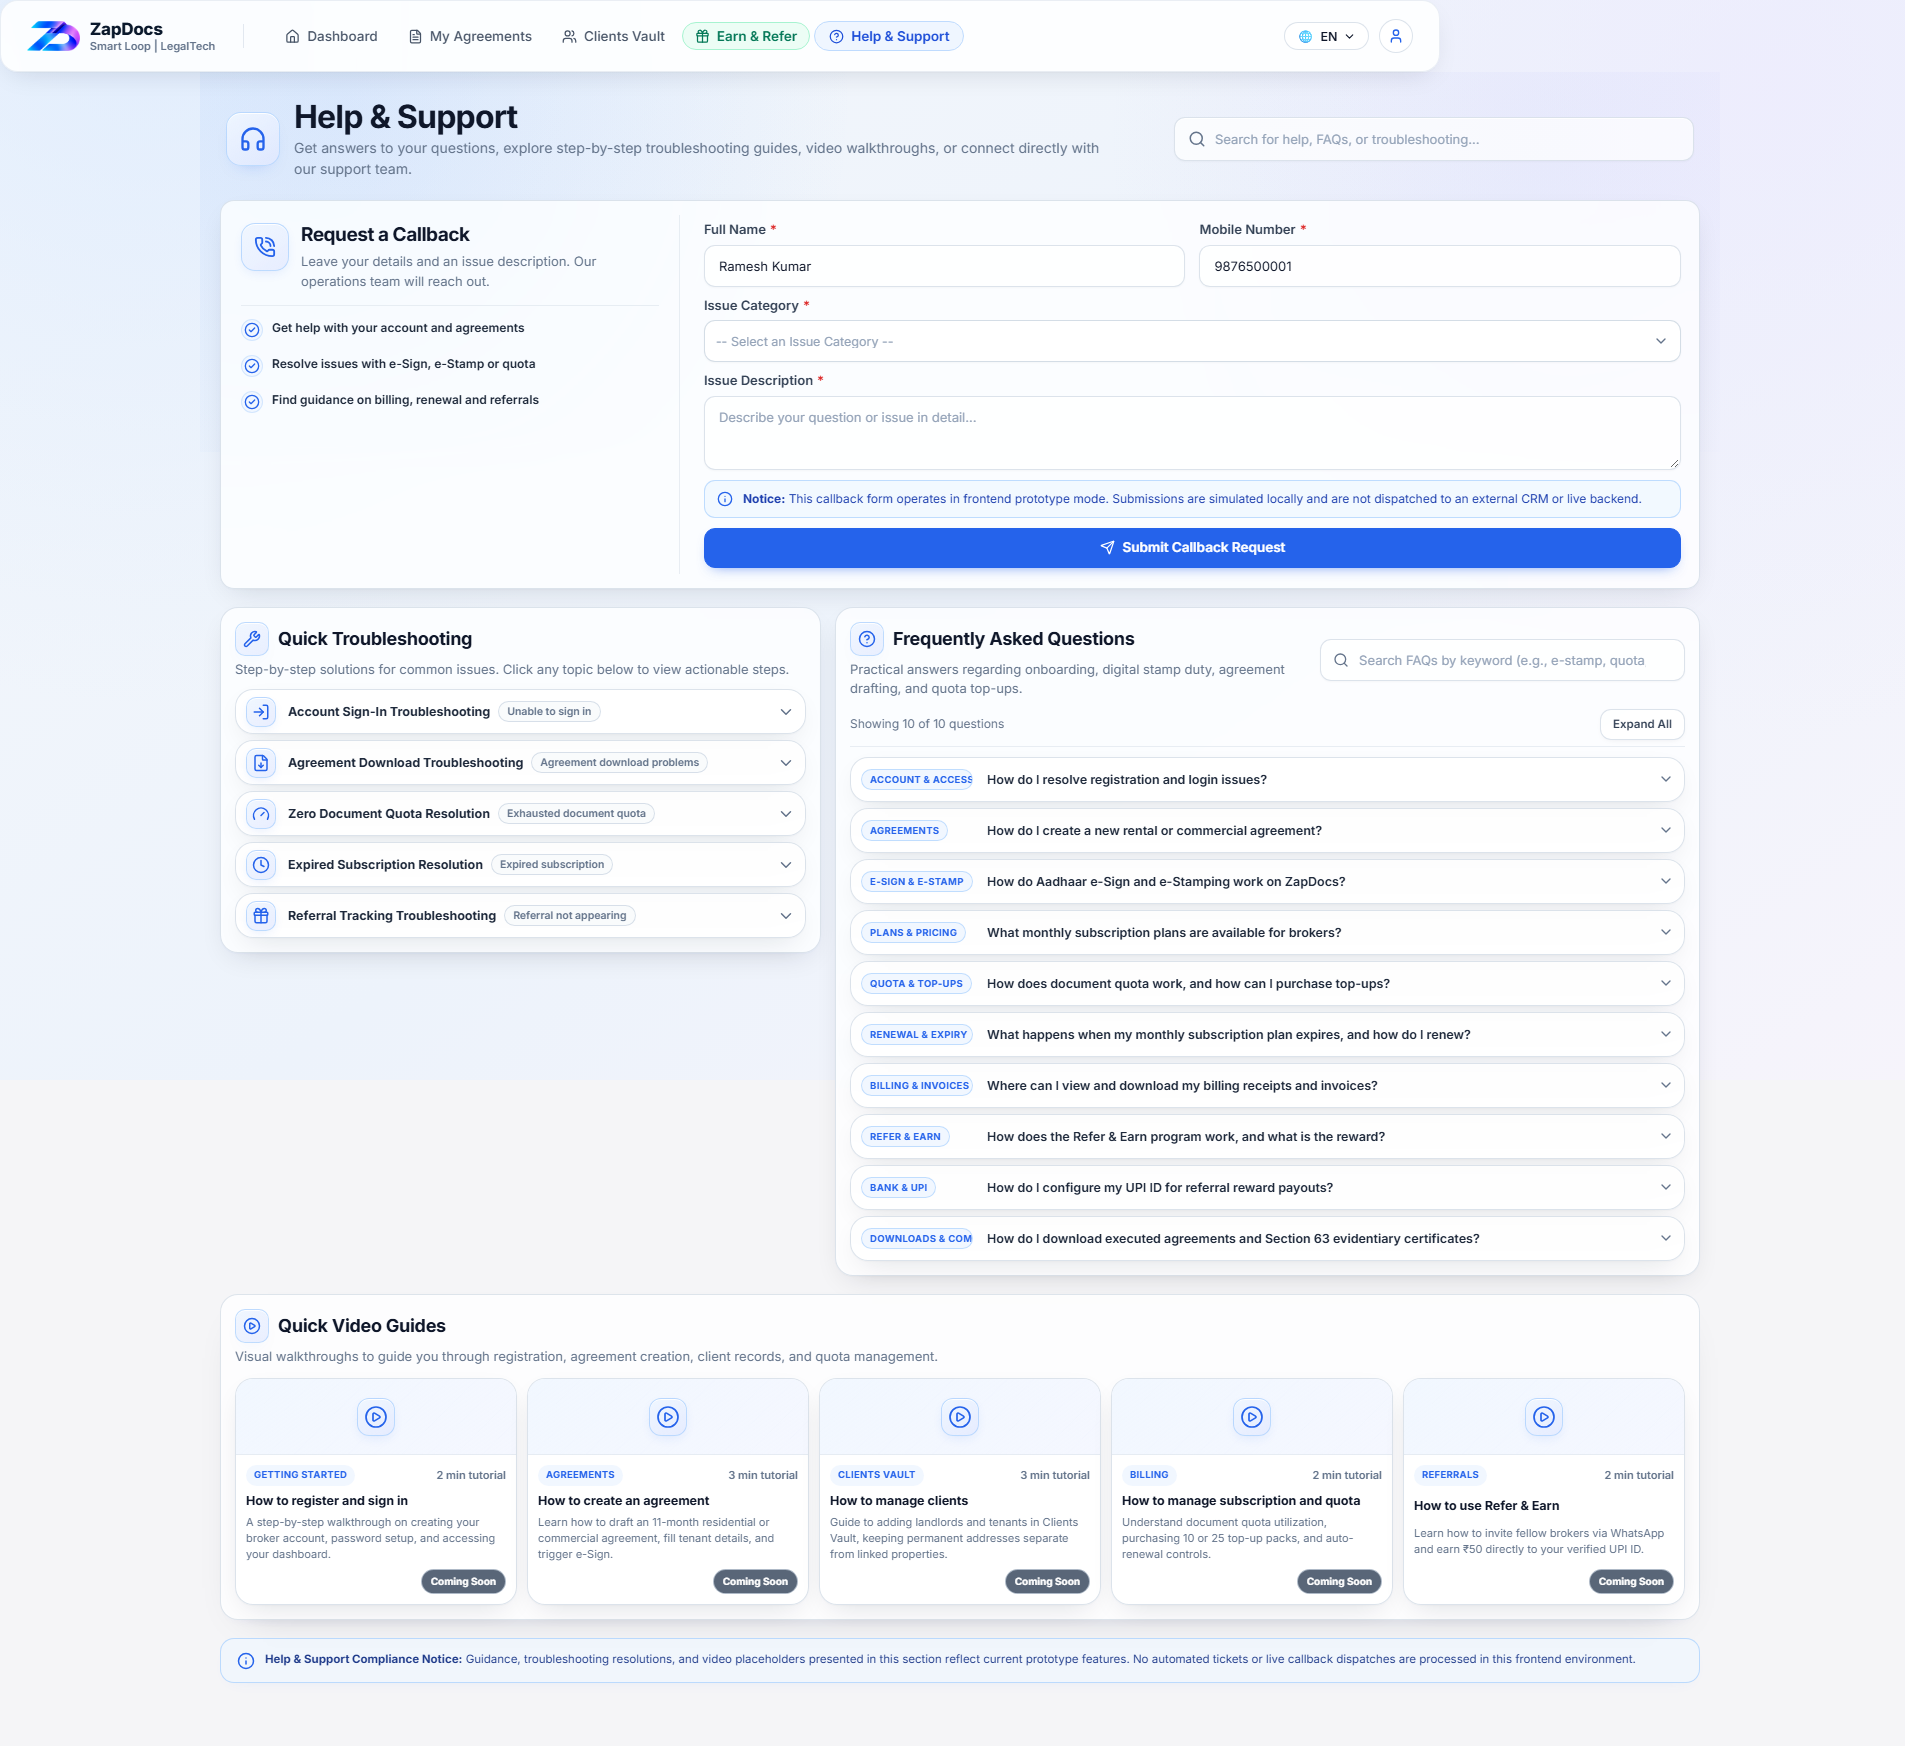 ZapDocs
Smart Loop | LegalTech
Dashboard
My Agreements
Clients Vault
Earn & Refer
Help & Support
EN
Help & Support
Get answers to your questions, explore step-by-step troubleshooting guides, video walkthroughs, or connect directly with
our support team.
Search for help, FAQs, or troubleshooting...
Request a Callback
Leave your details and an issue description. Our
operations team will reach out.
Get help with your account and agreements
Resolve issues with e-Sign, e-Stamp or quota
Find guidance on billing, renewal and referrals
Full Name *
Ramesh Kumar
Mobile Number *
9876500001
Issue Category *
-- Select an Issue Category --
Issue Description *
Describe your question or issue in detail...
Notice: This callback form operates in frontend prototype mode. Submissions are simulated locally and are not dispatched to an external CRM or live backend.
Submit Callback Request
Quick Troubleshooting
Step-by-step solutions for common issues. Click any topic below to view actionable steps.
Account Sign-In Troubleshooting Unable to sign in
Agreement Download Troubleshooting Agreement download problems
Zero Document Quota Resolution Exhausted document quota
Expired Subscription Resolution Expired subscription
Referral Tracking Troubleshooting Referral not appearing
Frequently Asked Questions
Practical answers regarding onboarding, digital stamp duty, agreement
drafting, and quota top-ups.
Search FAQs by keyword (e.g., e-stamp, quota
Showing 10 of 10 questions
Expand All
ACCOUNT & ACCESS How do I resolve registration and login issues?
AGREEMENTS How do I create a new rental or commercial agreement?
E-SIGN & E-STAMP How do Aadhaar e-Sign and e-Stamping work on ZapDocs?
PLANS & PRICING What monthly subscription plans are available for brokers?
QUOTA & TOP-UPS How does document quota work, and how can I purchase top-ups?
RENEWAL & EXPIRY What happens when my monthly subscription plan expires, and how do I renew?
BILLING & INVOICES Where can I view and download my billing receipts and invoices?
REFER & EARN How does the Refer & Earn program work, and what is the reward?
BANK & UPI How do I configure my UPI ID for referral reward payouts?
DOWNLOADS & COM How do I download executed agreements and Section 63 evidentiary certificates?
Quick Video Guides
Visual walkthroughs to guide you through registration, agreement creation, client records, and quota management.
GETTING STARTED 2 min tutorial
How to register and sign in
A step-by-step walkthrough on creating your
broker account, password setup, and accessing
your dashboard.
Coming Soon
AGREEMENTS 3 min tutorial
How to create an agreement
Learn how to draft an 11-month residential or
commercial agreement, fill tenant details, and
trigger e-Sign.
Coming Soon
CLIENTS VAULT 3 min tutorial
How to manage clients
Guide to adding landlords and tenants in Clients
Vault, keeping permanent addresses separate
from linked properties.
Coming Soon
BILLING 2 min tutorial
How to manage subscription and quota
Understand document quota utilization,
purchasing 10 or 25 top-up packs, and auto-
renewal controls.
Coming Soon
REFERRALS 2 min tutorial
How to use Refer & Earn
Learn how to invite fellow brokers via WhatsApp
and earn ₹50 directly to your verified UPI ID.
Coming Soon
Help & Support Compliance Notice: Guidance, troubleshooting resolutions, and video placeholders presented in this section reflect current prototype features. No automated tickets or live callback dispatches are processed in this frontend environment.